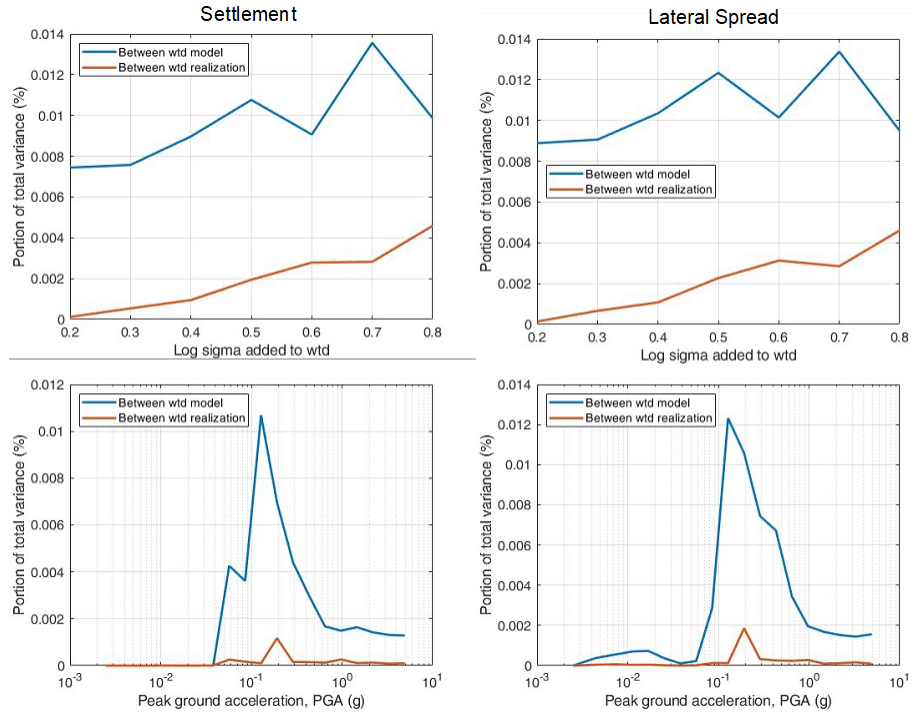 Settlement
Lateral Spread
0.014
0.012
0.01
0.008
0.006
0.004
0.002
0
Portion of total variance (%)
Between wtd model
Between wtd realization
0.2 0.3 0.4 0.5 0.6 0.7 0.8
Log sigma added to wtd
0.014
0.012
0.01
0.008
0.006
0.004
0.002
0
Portion of total variance (%)
Between wtd model
Between wtd realization
0.2 0.3 0.4 0.5 0.6 0.7 0.8
Log sigma added to wtd
0.012
0.01
0.008
0.006
0.004
0.002
0
Portion of total variance (%)
Between wtd model
Between wtd realization
10-3 10-2 10-1 100 101
Peak ground acceleration, PGA (g)
0.014
0.012
0.01
0.008
0.006
0.004
0.002
0
Portion of total variance (%)
Between wtd model
Between wtd realization
10-3 10-2 10-1 100 101
Peak ground acceleration, PGA (g)